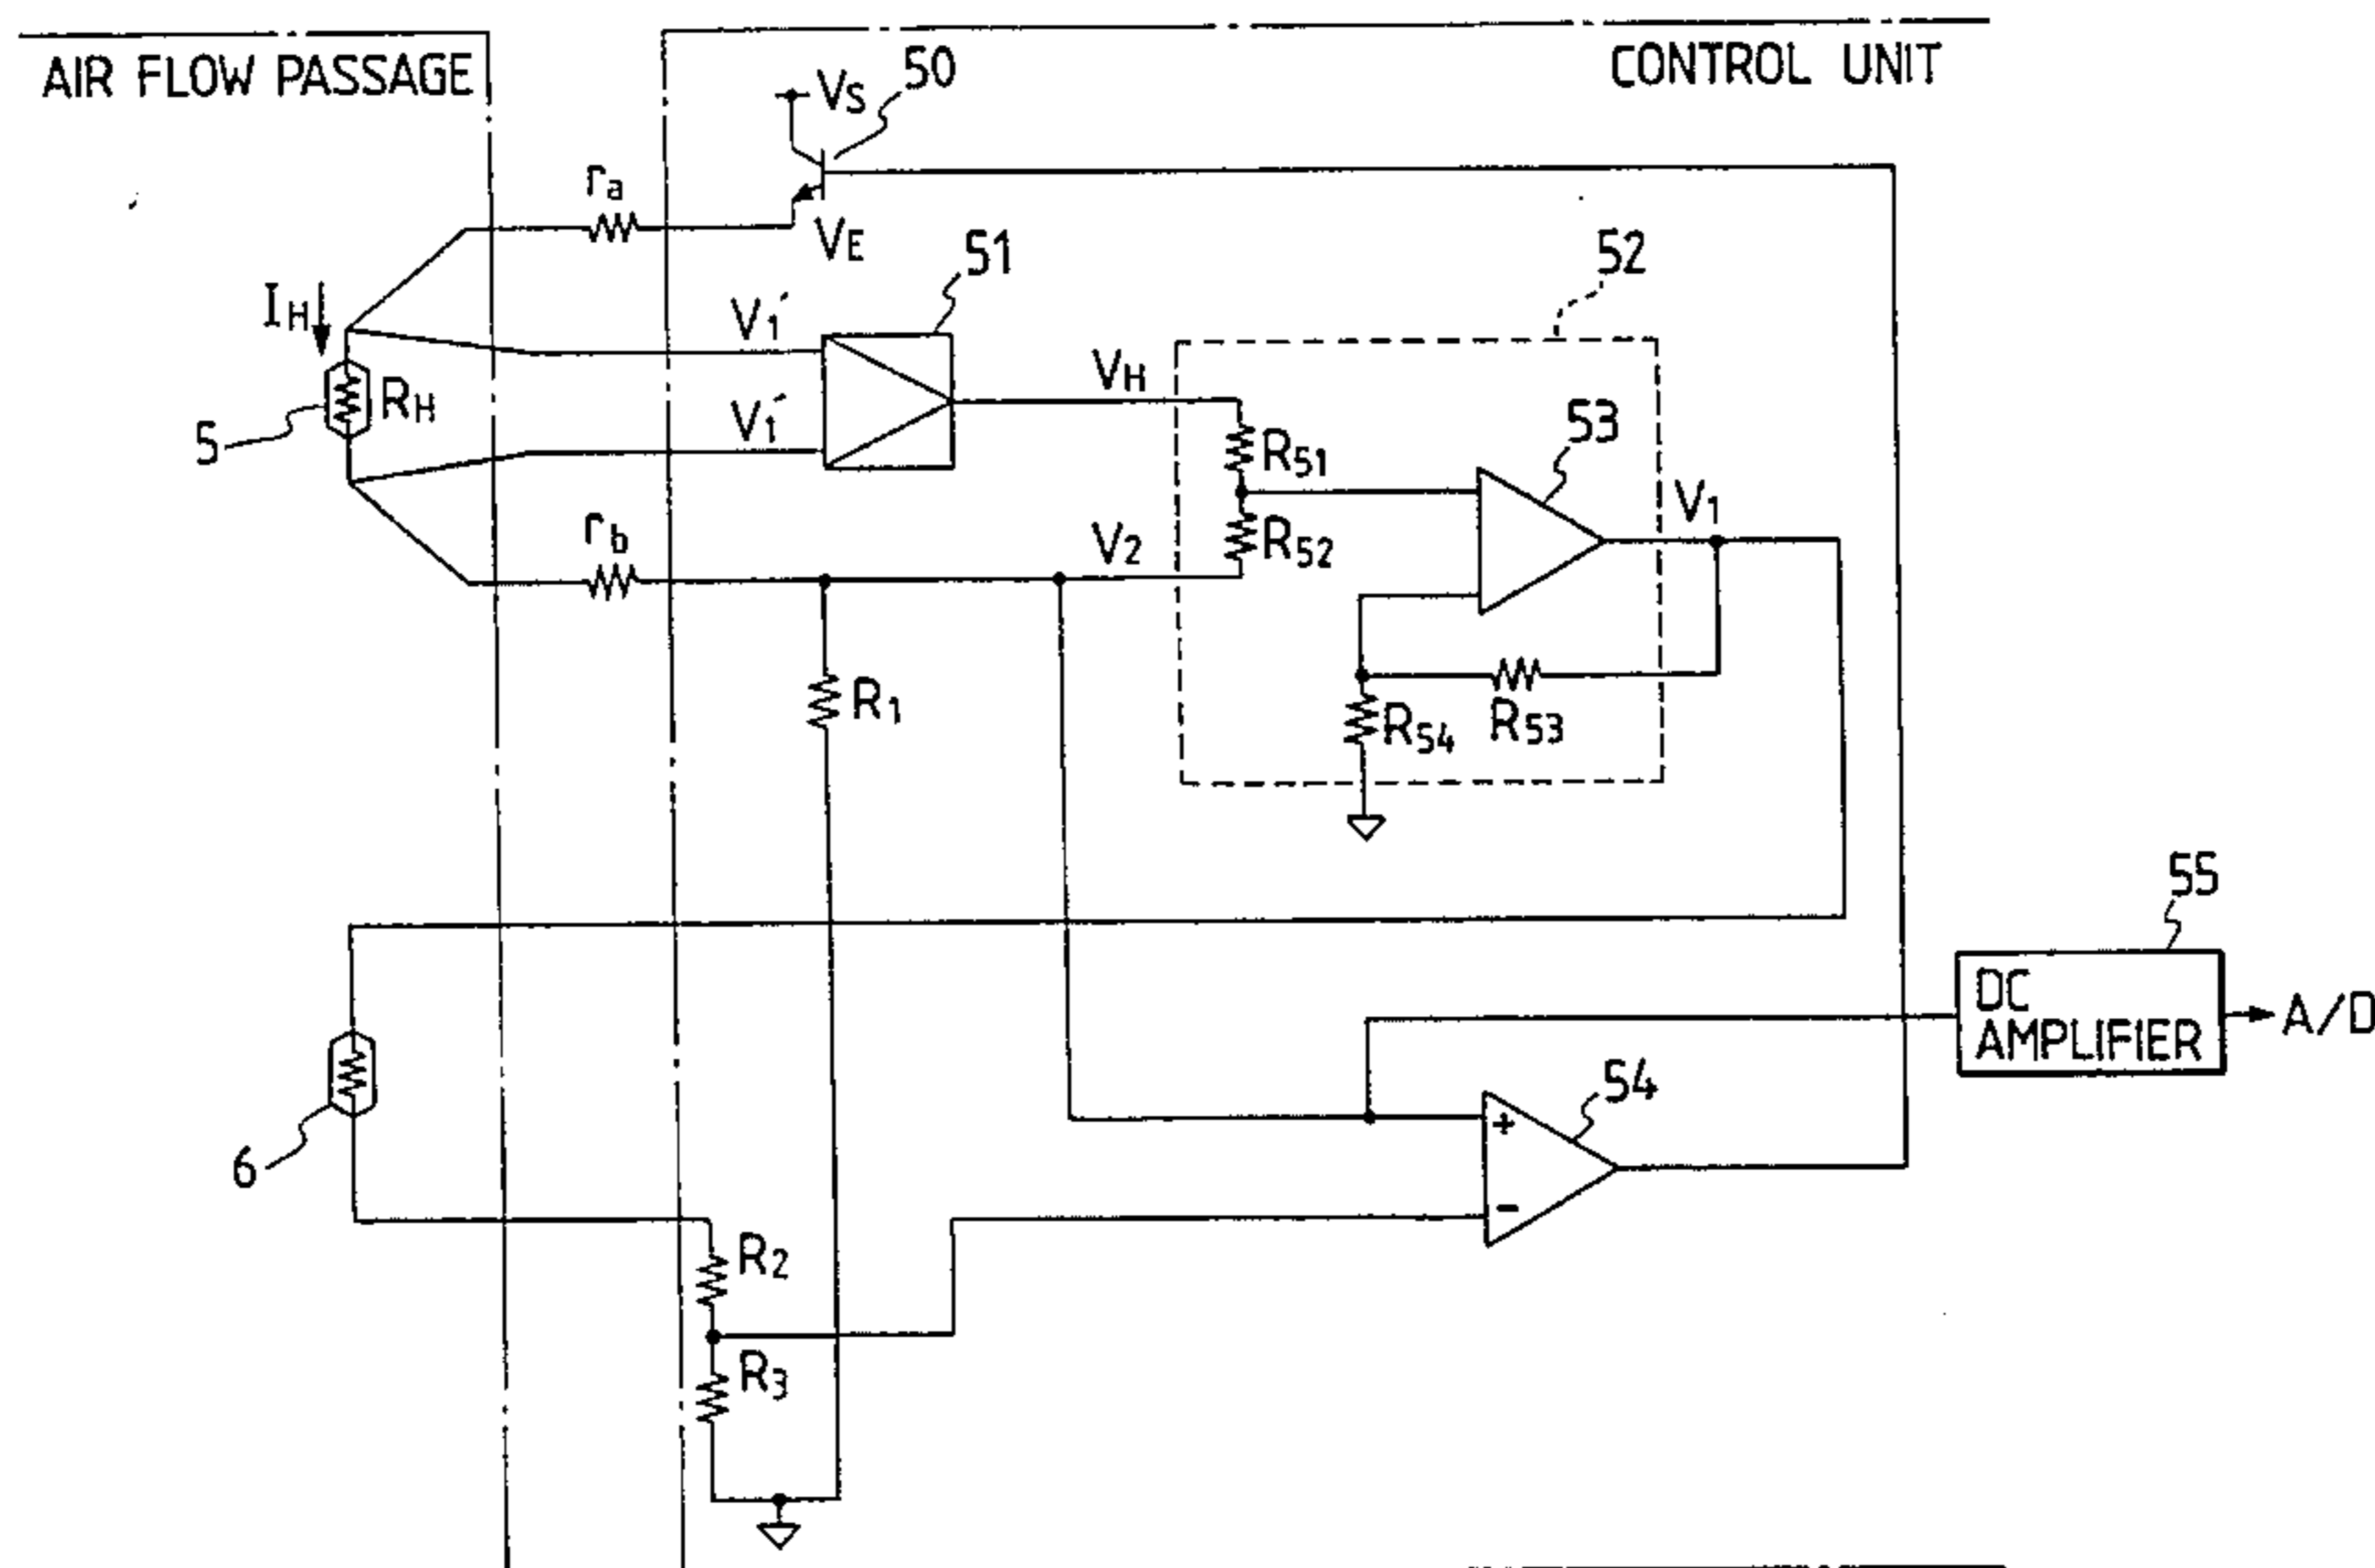 AIR FLOW PASSAGE
CONTROL UNIT
50
VS
ra
VE
51
52
IH
V1′
VH
RH
V1′
53
5
R51
V1
rb
V2
R52
R1
R54
R53
55
DC
AMPLIFIER
A/D
54
+
6
−
R2
R3